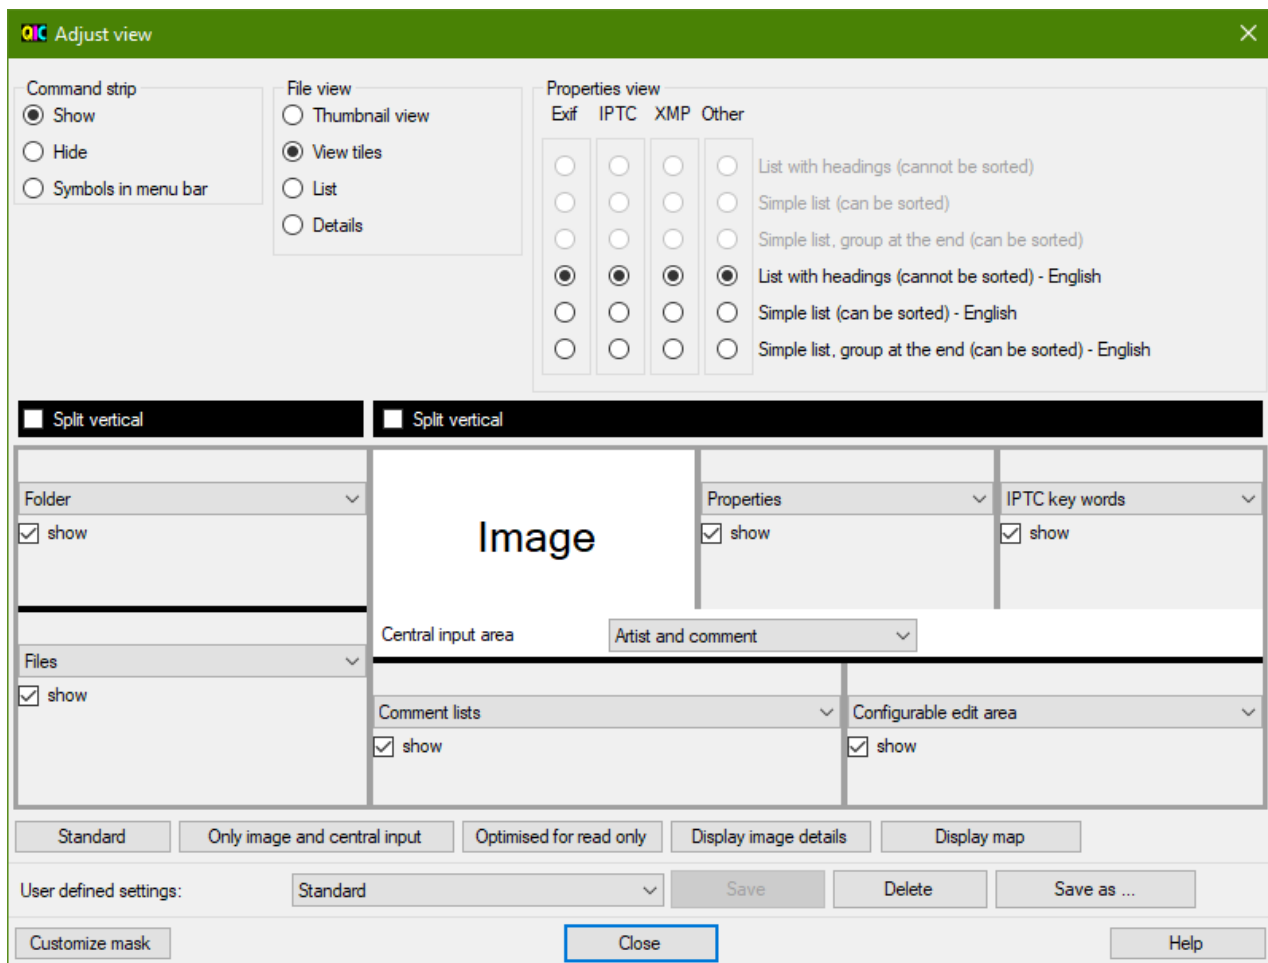 QIC Adjust view
Command strip
Show
Hide
Symbols in menu bar
File view
Thumbnail view
View tiles
List
Details
Properties view
Exif IPTC XMP Other
List with headings (cannot be sorted)
Simple list (can be sorted)
Simple list, group at the end (can be sorted)
List with headings (cannot be sorted) - English
Simple list (can be sorted) - English
Simple list, group at the end (can be sorted) - English
Split vertical
Split vertical
Folder
show
Files
show
Image
Properties
show
IPTC key words
show
Central input area Artist and comment
Comment lists
show
Configurable edit area
show
Standard Only image and central input Optimised for read only Display image details Display map
User defined settings: Standard Save Delete Save as ...
Customize mask Close Help